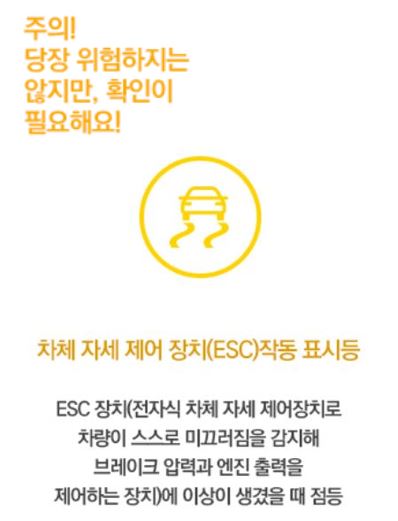 주의!
당장 위험하지는
않지만, 확인이
필요해요!
차체 자세 제어 장치(ESC)작동 표시등
ESC 장치(전자식 차체 자세 제어장치로
차량이 스스로 미끄러짐을 감지해
브레이크 압력과 엔진 출력을
제어하는 장치)에 이상이 생겼을 때 점등